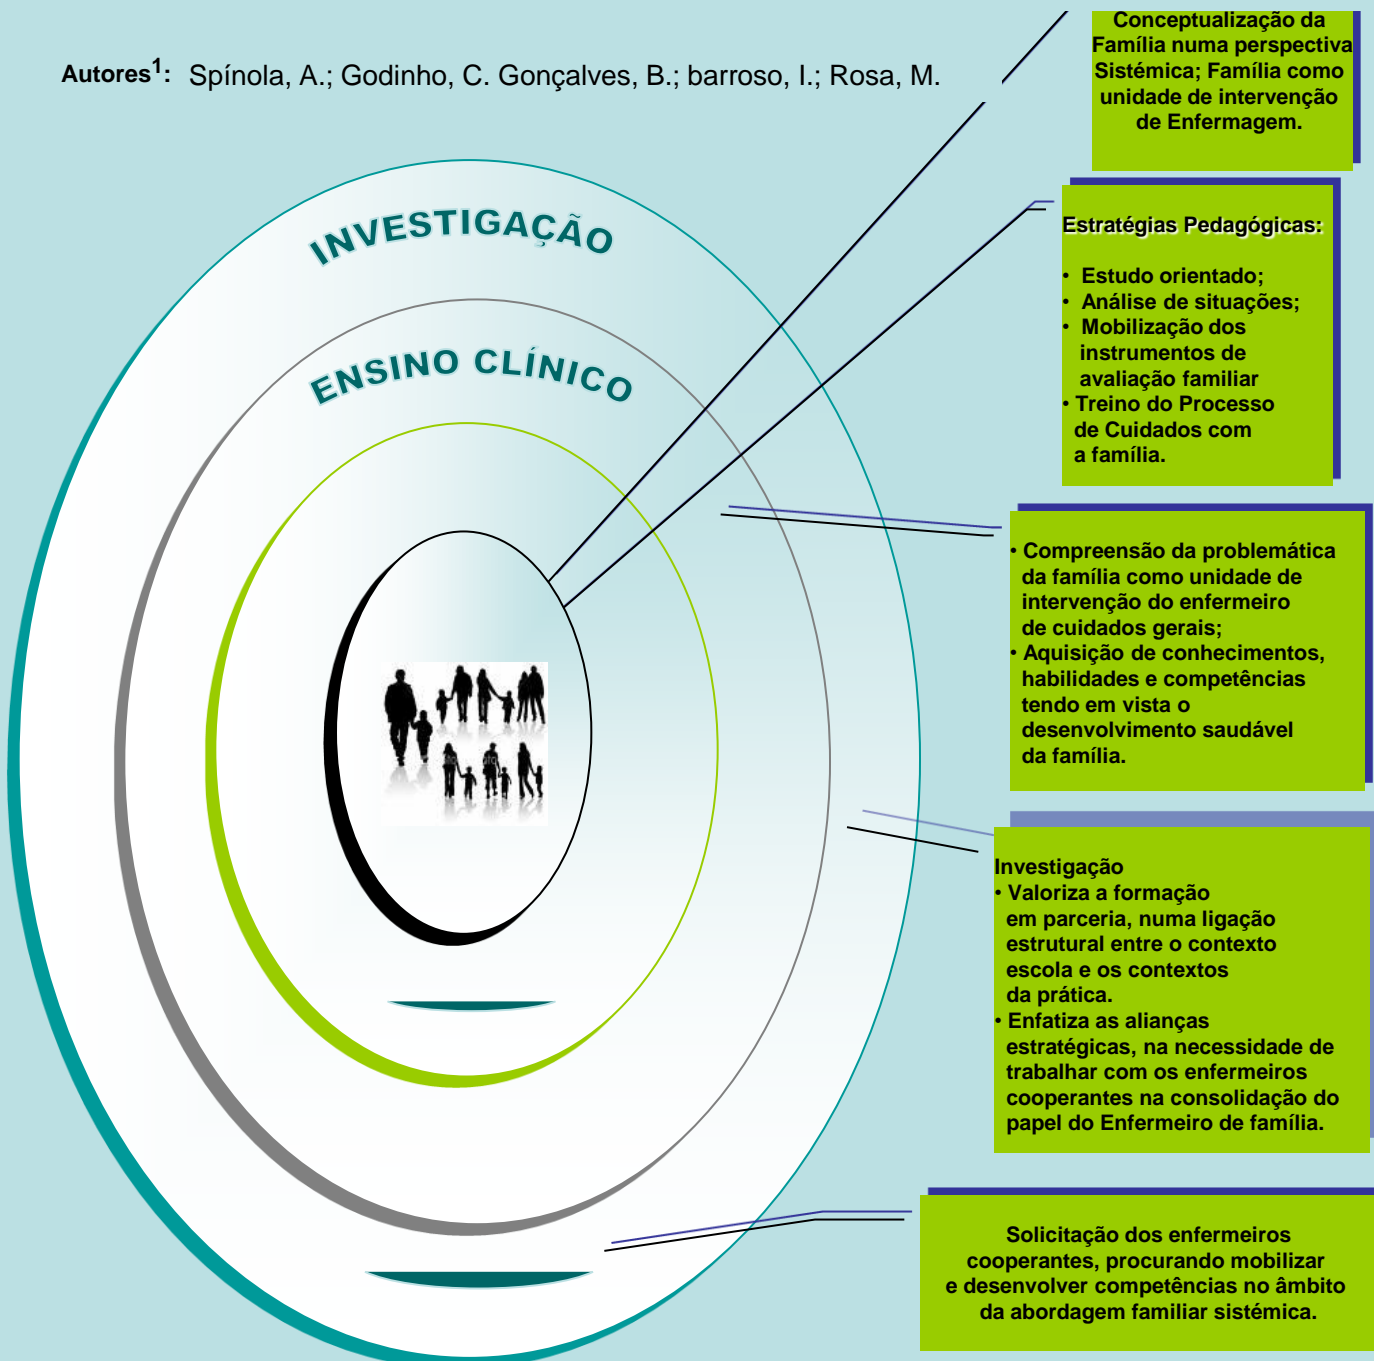 Autores1: Spínola, A.; Godinho, C. Gonçalves, B.; barroso, I.; Rosa, M.
INVESTIGAÇÃO
ENSINO CLÍNICO
Conceptualização da
Família numa perspectiva
Sistémica; Família como
unidade de intervenção
de Enfermagem.
Estratégias Pedagógicas:
• Estudo orientado;
• Análise de situações;
• Mobilização dos
instrumentos de
avaliação familiar
• Treino do Processo
de Cuidados com
a família.
• Compreensão da problemática
da família como unidade de
intervenção do enfermeiro
de cuidados gerais;
• Aquisição de conhecimentos,
habilidades e competências
tendo em vista o
desenvolvimento saudável
da família.
Investigação
• Valoriza a formação
em parceria, numa ligação
estrutural entre o contexto
escola e os contextos
da prática.
• Enfatiza as alianças
estratégicas, na necessidade de
trabalhar com os enfermeiros
cooperantes na consolidação do
papel do Enfermeiro de família.
Solicitação dos enfermeiros
cooperantes, procurando mobilizar
e desenvolver competências no âmbito
da abordagem familiar sistémica.